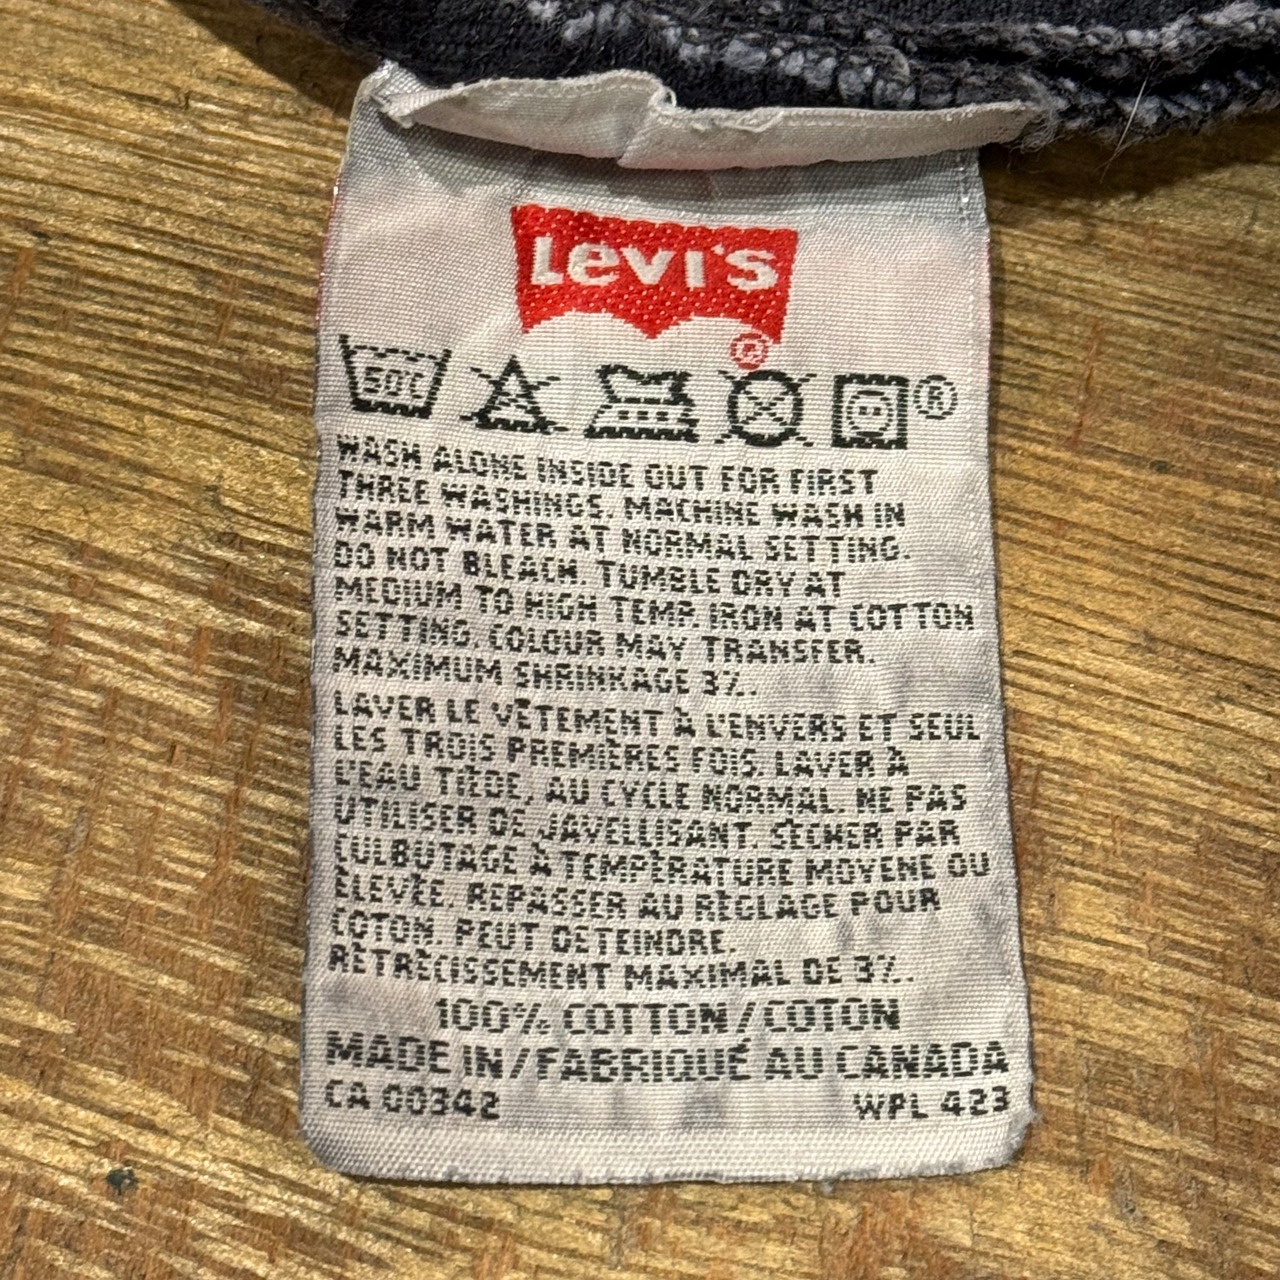 Levi's
®
50°C
®
WASH ALONE INSIDE OUT FOR FIRST
THREE WASHINGS. MACHINE WASH IN
WARM WATER AT NORMAL SETTING.
DO NOT BLEACH. TUMBLE DRY AT
MEDIUM TO HIGH TEMP. IRON AT COTTON
SETTING. COLOUR MAY TRANSFER.
MAXIMUM SHRINKAGE 3%.
LAVER LE VÊTEMENT À L'ENVERS ET SEUL
LES TROIS PREMIÈRES FOIS. LAVER À
L'EAU TIÈDE, AU CYCLE NORMAL. NE PAS
UTILISER DE JAVELLISANT. SÉCHER PAR
CULBUTAGE À TEMPÉRATURE MOYENE OU
ÉLEVÉE. REPASSER AU RÉGLAGE POUR
COTON. PEUT DETEINDRE.
RÉTRÉCISSEMENT MAXIMAL DE 3%.
100% COTTON/COTON
MADE IN/FABRIQUÉ AU CANADA
CA 00342 WPL 423